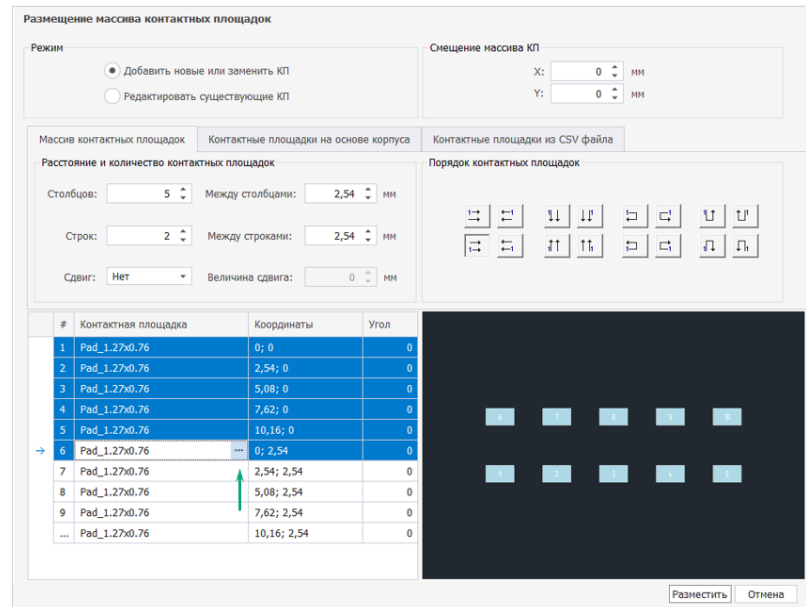 Размещение массива контактных площадок
Режим
Добавить новые или заменить КП
Редактировать существующие КП
Смещение массива КП
X: 0 мм
Y: 0 мм
Массив контактных площадок Контактные площадки на основе корпуса Контактные площадки из CSV файла
Расстояние и количество контактных площадок
Столбцов: 5 Между столбцами: 2,54 мм
Строк: 2 Между строками: 2,54 мм
Сдвиг: Нет Величина сдвига: 0 мм
Порядок контактных площадок
# Контактная площадка Координаты Угол
1 Pad_1.27x0.76 0; 0 0
2 Pad_1.27x0.76 2,54; 0 0
3 Pad_1.27x0.76 5,08; 0 0
4 Pad_1.27x0.76 7,62; 0 0
5 Pad_1.27x0.76 10,16; 0 0
6 Pad_1.27x0.76 ... 0; 2,54 0
7 Pad_1.27x0.76 2,54; 2,54 0
8 Pad_1.27x0.76 5,08; 2,54 0
9 Pad_1.27x0.76 7,62; 2,54 0
... Pad_1.27x0.76 10,16; 2,54 0
6 7 8 9 10
1 2 3 4 5
Разместить Отмена